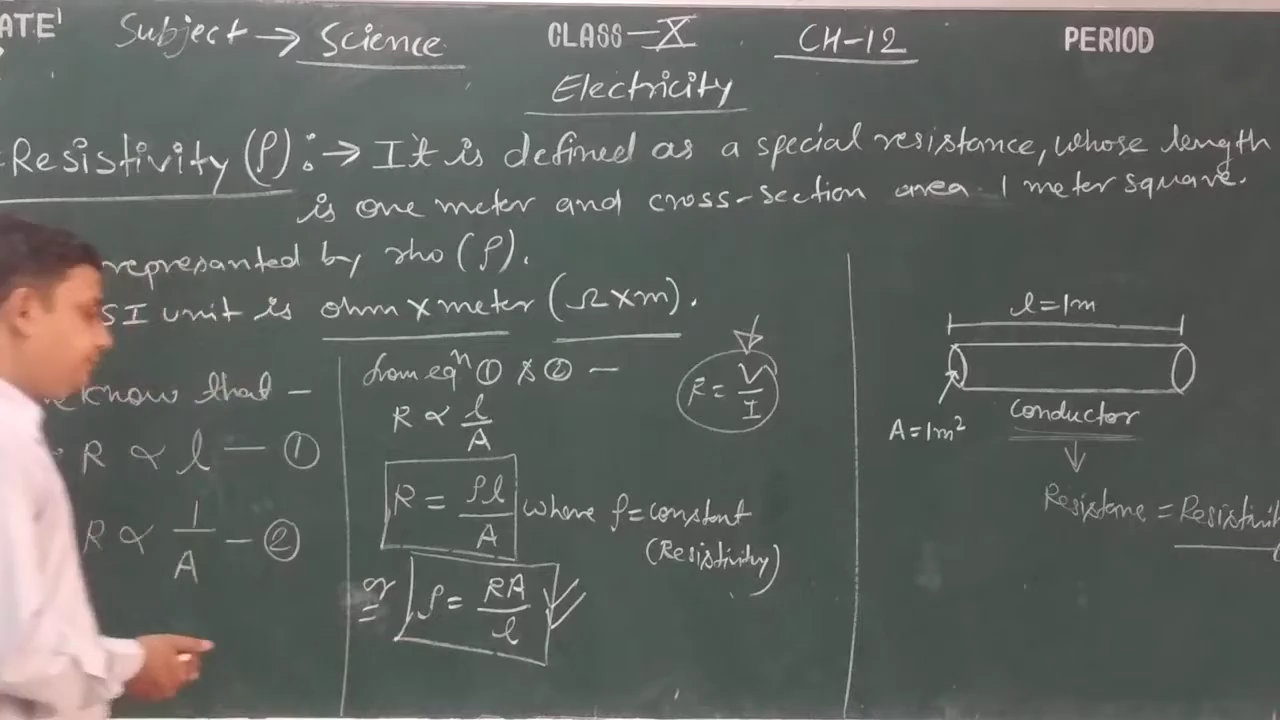 ATE'
Subject → Science
CLASS-X
CH-12
PERIOD
Electricity
Resistivity (ρ) :→ It is defined as a special resistance, whose length
is one meter and cross-section area 1 meter square.
represanted by rho (ρ).
SI unit is ohm x meter (Ω×m).
know that -
R ∝ l - ①
R ∝ 1/A - ②
from eqn ① & ② -
R ∝ l/A
R = ρl/A where ρ = constant
(Resistivity)
or ρ = RA/l
R = V/I
l = 1m
A = 1m²
conductor
↓
Resistane = Resistivit